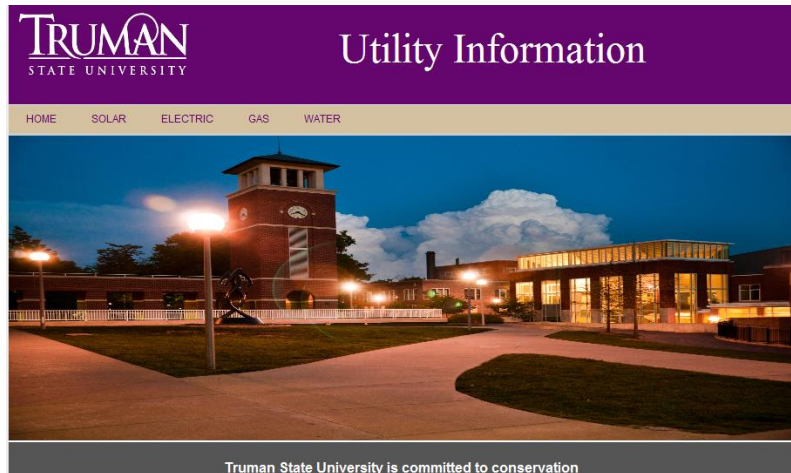 TRUMAN
STATE UNIVERSITY
Utility Information
HOME SOLAR ELECTRIC GAS WATER
Truman State University is committed to conservation